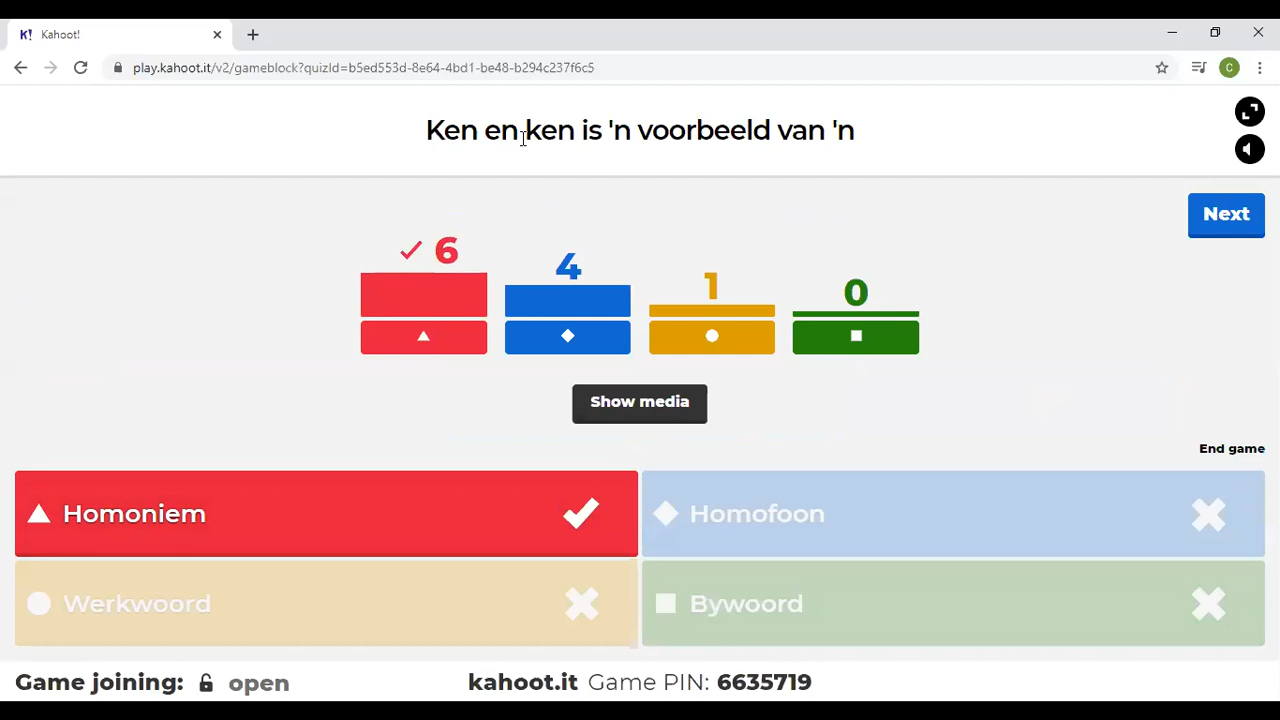 K! Kahoot!
play.kahoot.it/v2/gameblock?quizId=b5ed553d-8e64-4bd1-be48-b294c237f6c5
C
Ken en ken is 'n voorbeeld van 'n
Next
6
4
1
0
Show media
End game
Homoniem
Homofoon
Werkwoord
Bywoord
Game joining: open
kahoot.it Game PIN: 6635719